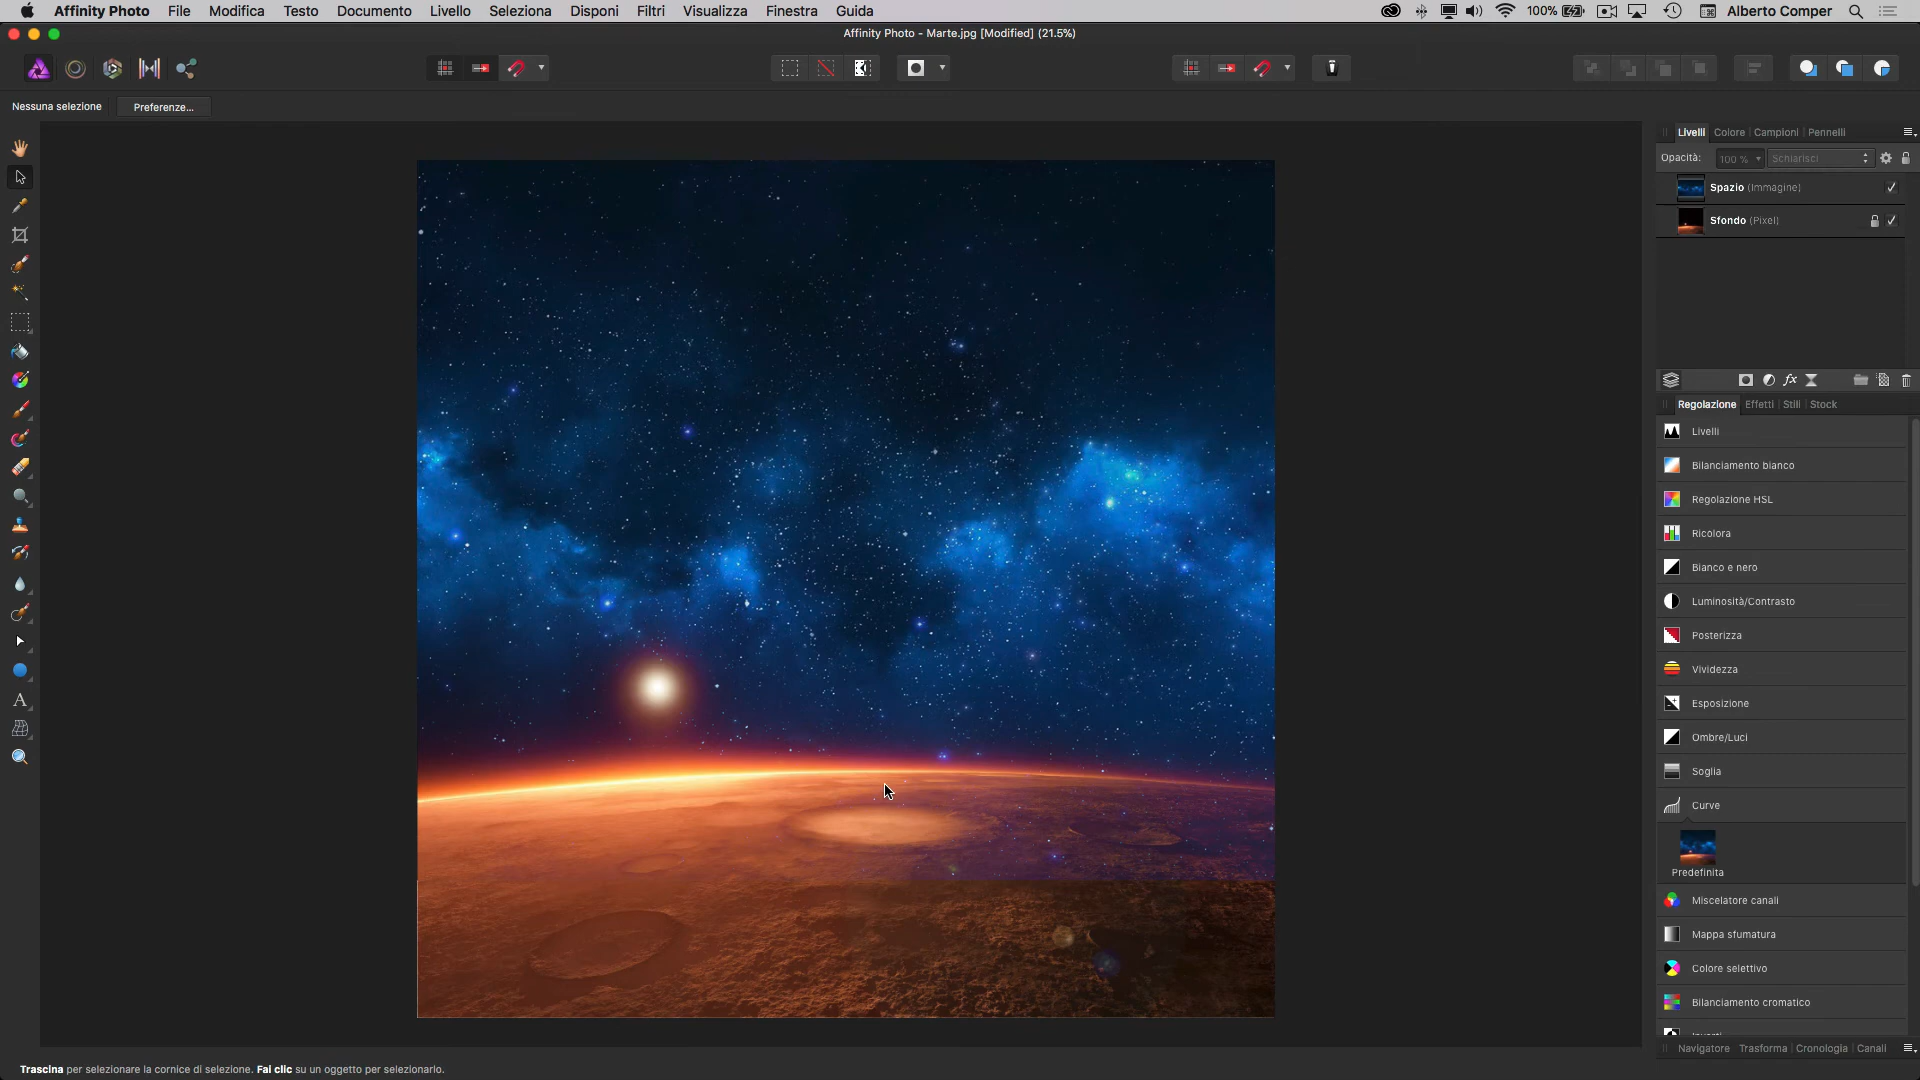 Affinity Photo File Modifica Testo Documento Livello Seleziona Disponi Filtri Visualizza Finestra Guida 100% Alberto Comper
Affinity Photo - Marte.jpg [Modified] (21.5%)
Nessuna selezione Preferenze...
Livelli Colore Campioni Pennelli
Opacità: 100 % Schiarisci
Spazio (Immagine)
Sfondo (Pixel)
fx
Regolazione Effetti Stili Stock
Livelli
Bilanciamento bianco
Regolazione HSL
Ricolora
Bianco e nero
Luminosità/Contrasto
Posterizza
Vividezza
Esposizione
Ombre/Luci
Soglia
Curve
Predefinita
Miscelatore canali
Mappa sfumatura
Colore selettivo
Bilanciamento cromatico
Navigatore Trasforma Cronologia Canali
Trascina per selezionare la cornice di selezione. Fai clic su un oggetto per selezionarlo.